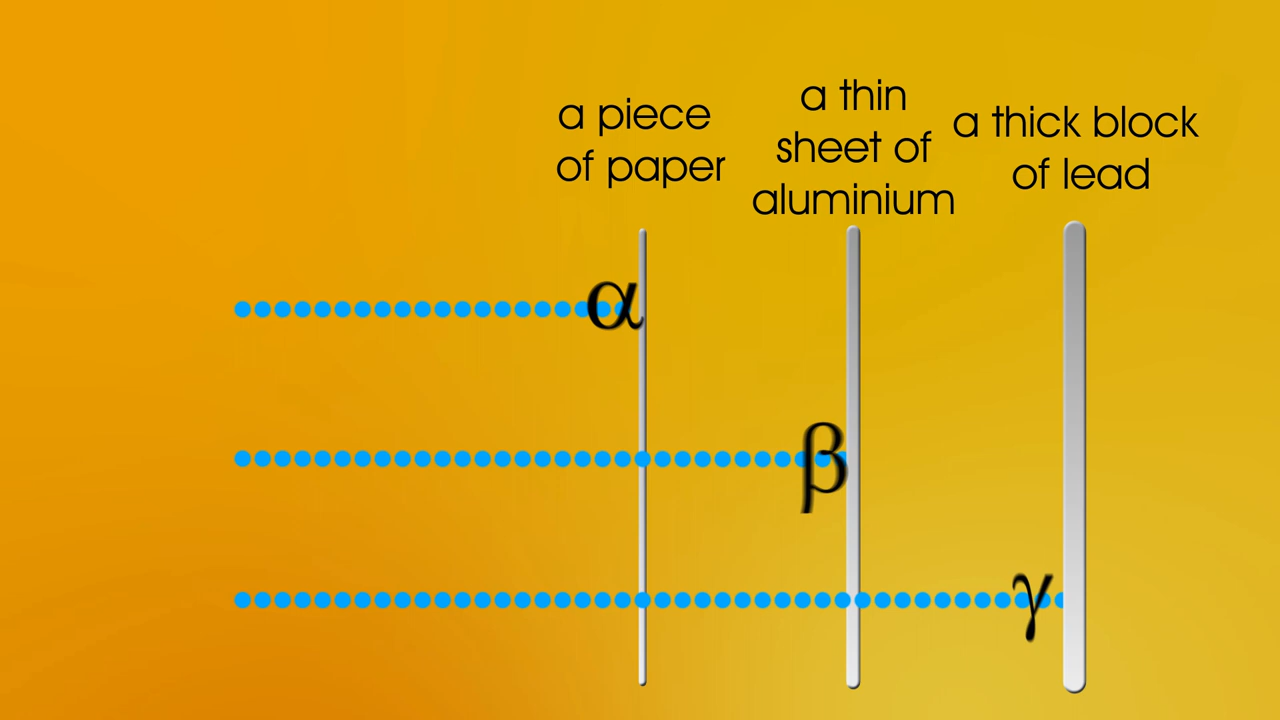 a piece
of paper
a thin
sheet of
aluminium
a thick block
of lead
α
β
γ